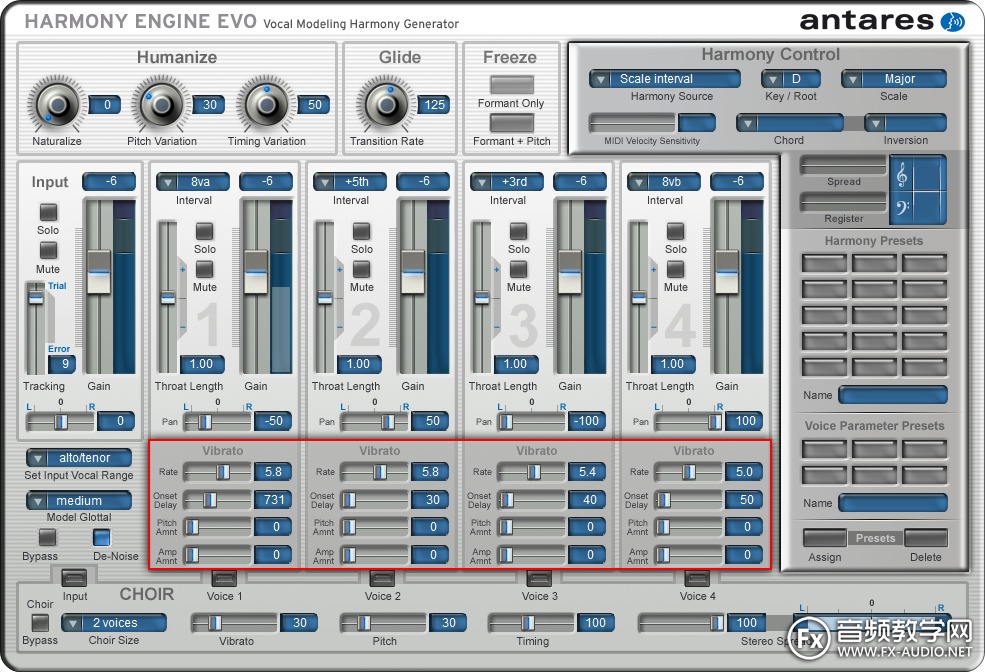 HARMONY ENGINE EVO Vocal Modeling Harmony Generator
antares
Humanize
0
30
50
Naturalize
Pitch Variation
Timing Variation
Glide
125
Transition Rate
Freeze
Formant Only
Formant + Pitch
Harmony Control
Scale interval
D
Major
Harmony Source
Key / Root
Scale
MIDI Velocity Sensitivity
Chord
Inversion
Spread
Register
Input
-6
Solo
Mute
Trial
Error
9
Tracking
Gain
L
0
R
0
8va
-6
Interval
Solo
Mute
1
1.00
Throat Length
Gain
L
0
R
Pan
-50
+5th
-6
Interval
Solo
Mute
2
1.00
Throat Length
Gain
L
0
R
Pan
50
+3rd
-6
Interval
Solo
Mute
3
1.00
Throat Length
Gain
L
0
R
Pan
-100
8vb
-6
Interval
Solo
Mute
4
1.00
Throat Length
Gain
L
0
R
Pan
100
Harmony Presets
Name
Voice Parameter Presets
Name
Presets
Assign
Delete
alto/tenor
Set Input Vocal Range
medium
Model Glottal
Bypass
De-Noise
Vibrato
Rate
5.8
Onset
Delay
731
Pitch
Amnt
0
Amp
Amnt
0
Vibrato
Rate
5.8
Onset
Delay
30
Pitch
Amnt
0
Amp
Amnt
0
Vibrato
Rate
5.4
Onset
Delay
40
Pitch
Amnt
0
Amp
Amnt
0
Vibrato
Rate
5.0
Onset
Delay
50
Pitch
Amnt
0
Amp
Amnt
0
Input
Voice 1
Voice 2
Voice 3
Voice 4
CHOIR
Choir
Bypass
2 voices
Choir Size
30
Vibrato
30
Pitch
100
Timing
100
L
0
R
Stereo Spre
Fx 音频教学网
WWW.FX-AUDIO.NET